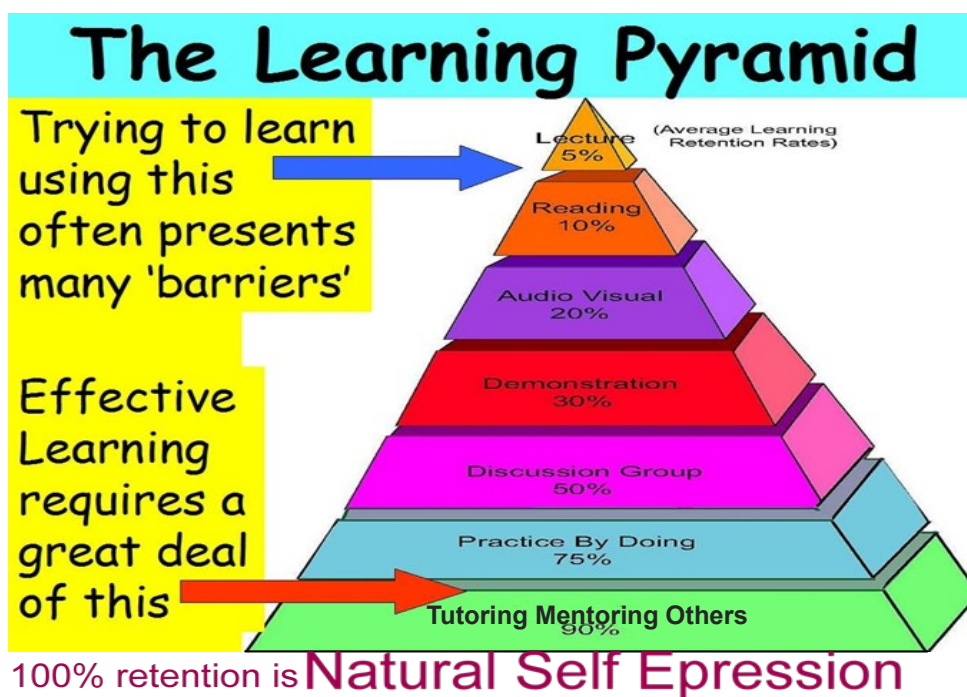 The Learning Pyramid
Trying to learn
using this
often presents
many ‘barriers’
Effective
Learning
requires a
great deal
of this
(Average Learning
Retention Rates)
Lecture
5%
Reading
10%
Audio Visual
20%
Demonstration
30%
Discussion Group
50%
Practice By Doing
75%
Tutoring Mentoring Others
90%
100% retention is Natural Self Epression